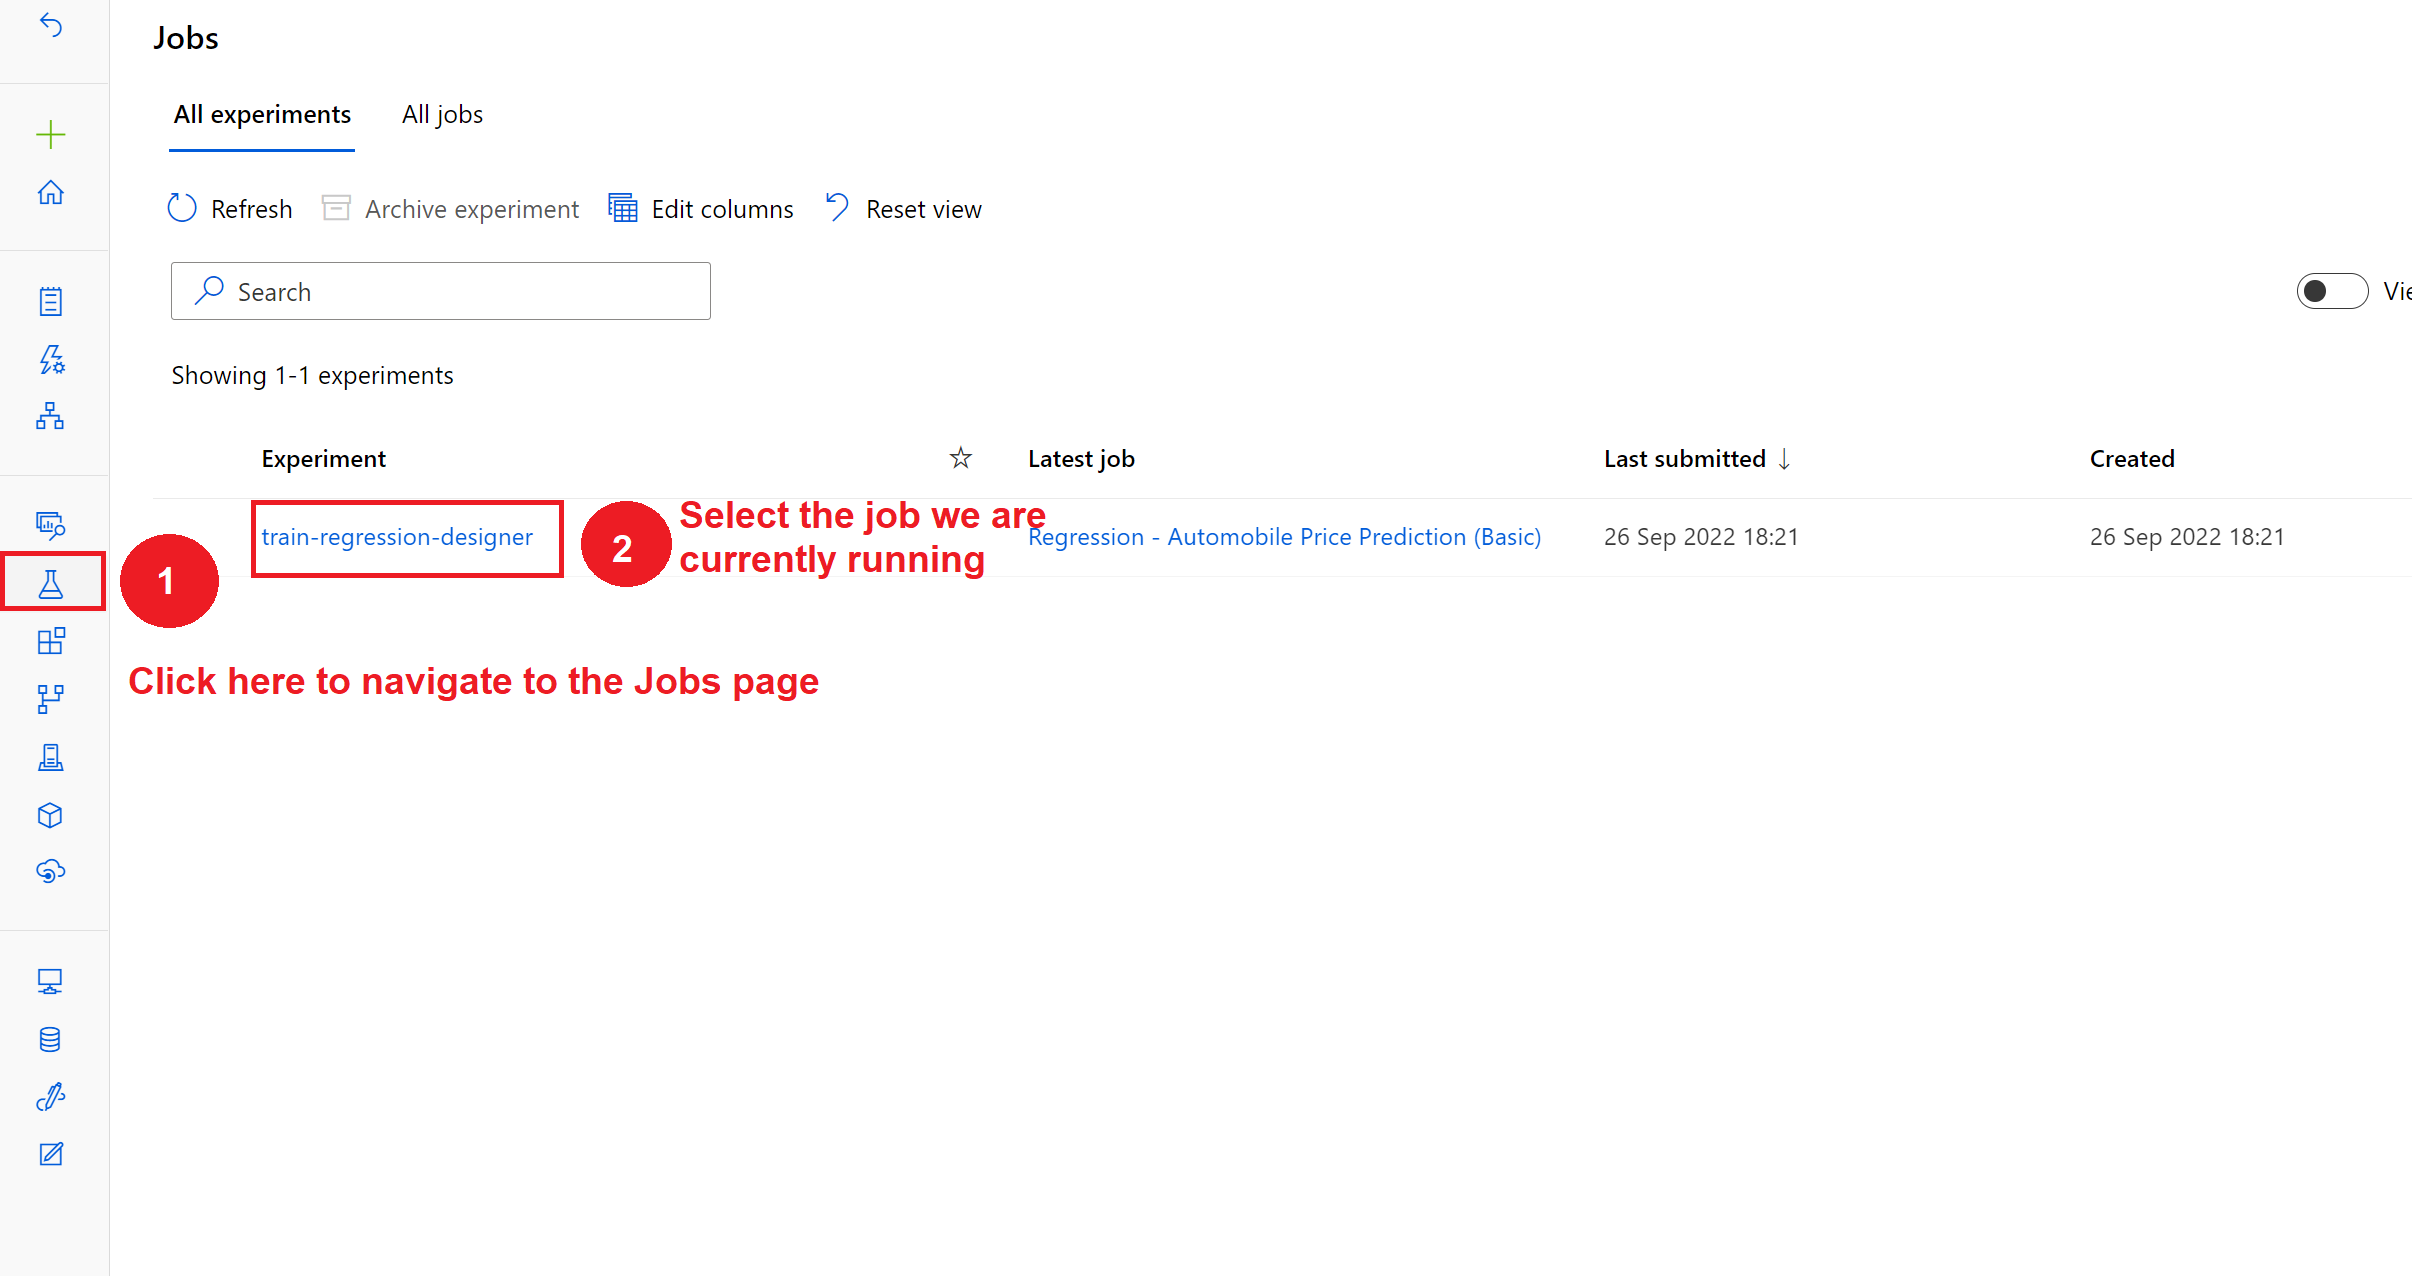 Jobs
All experiments All jobs
Refresh Archive experiment Edit columns Reset view
Search
Showing 1-1 experiments
Experiment Latest job Last submitted Created
train-regression-designer Regression - Automobile Price Prediction (Basic) 26 Sep 2022 18:21 26 Sep 2022 18:21
2 Select the job we are
currently running
1
Click here to navigate to the Jobs page